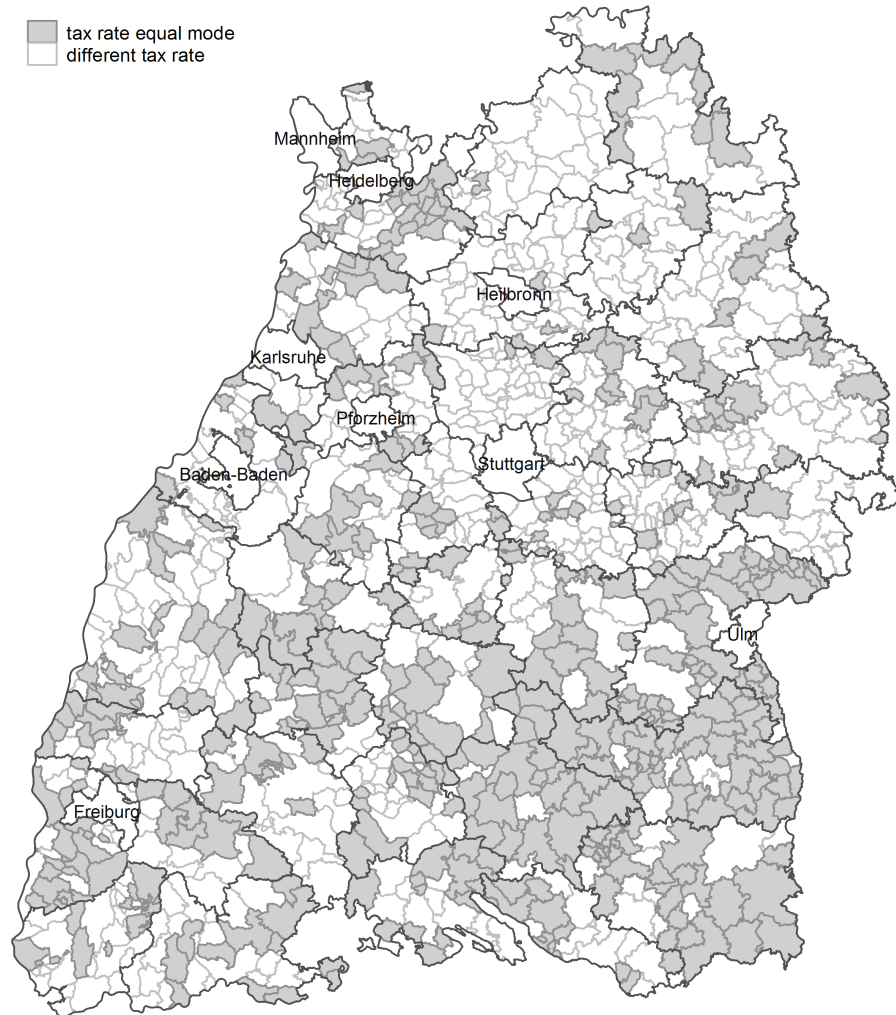 tax rate equal mode
different tax rate
Mannheim
Heidelberg
Heilbronn
Karlsruhe
Pforzheim
Stuttgart
Baden-Baden
Ulm
Freiburg